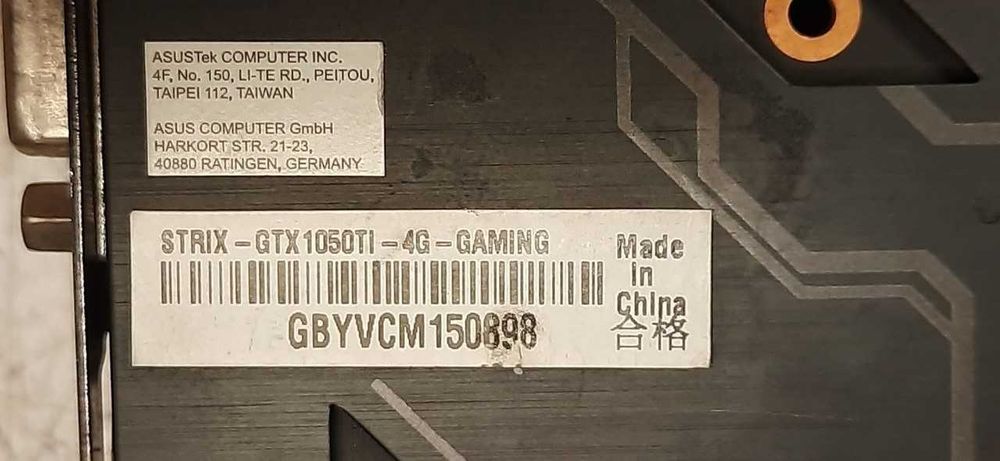 ASUSTek COMPUTER INC.
4F, No. 150, LI-TE RD., PEITOU,
TAIPEI 112, TAIWAN
ASUS COMPUTER GmbH
HARKORT STR. 21-23,
40880 RATINGEN, GERMANY
STRIX-GTX1050TI-4G-GAMING
GBYVCM150898
Made
in
China
合格